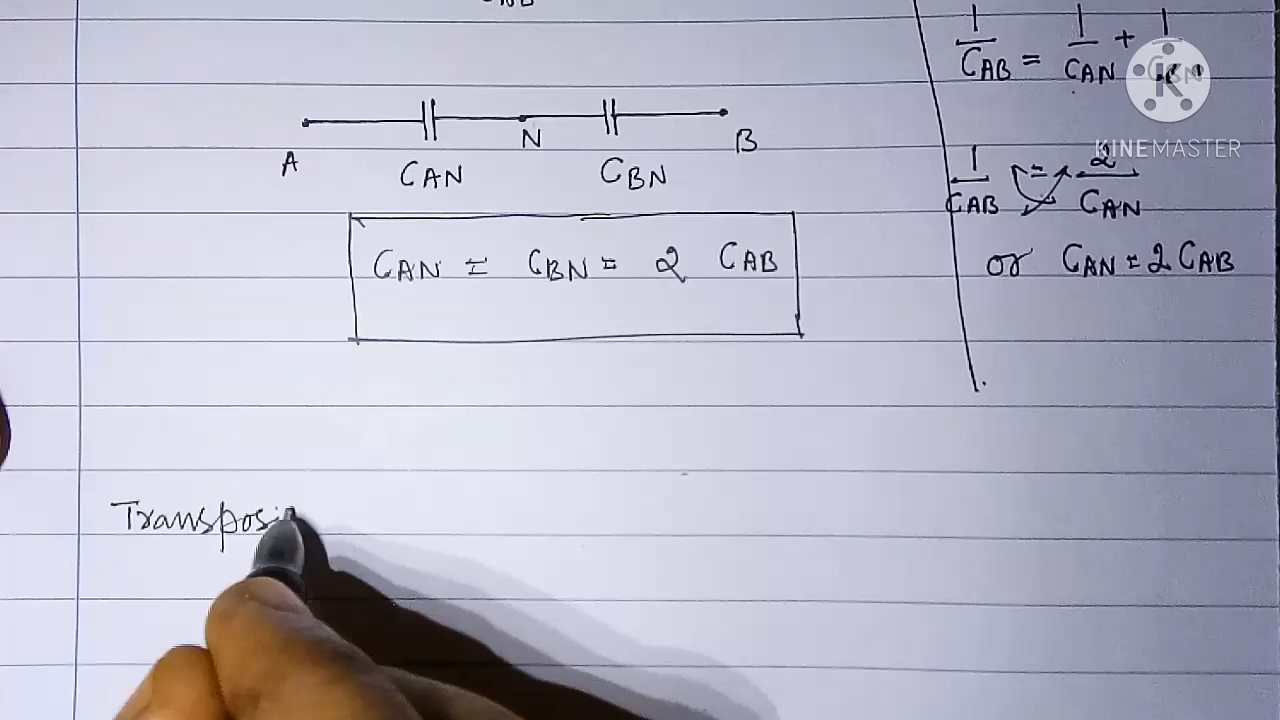 A
CAN
N
CBN
B
CAN = CBN = 2 CAB
1/CAB = 1/CAN + 1/CBN
KINEMASTER
1/CAB = 2/CAN
or CAN = 2 CAB